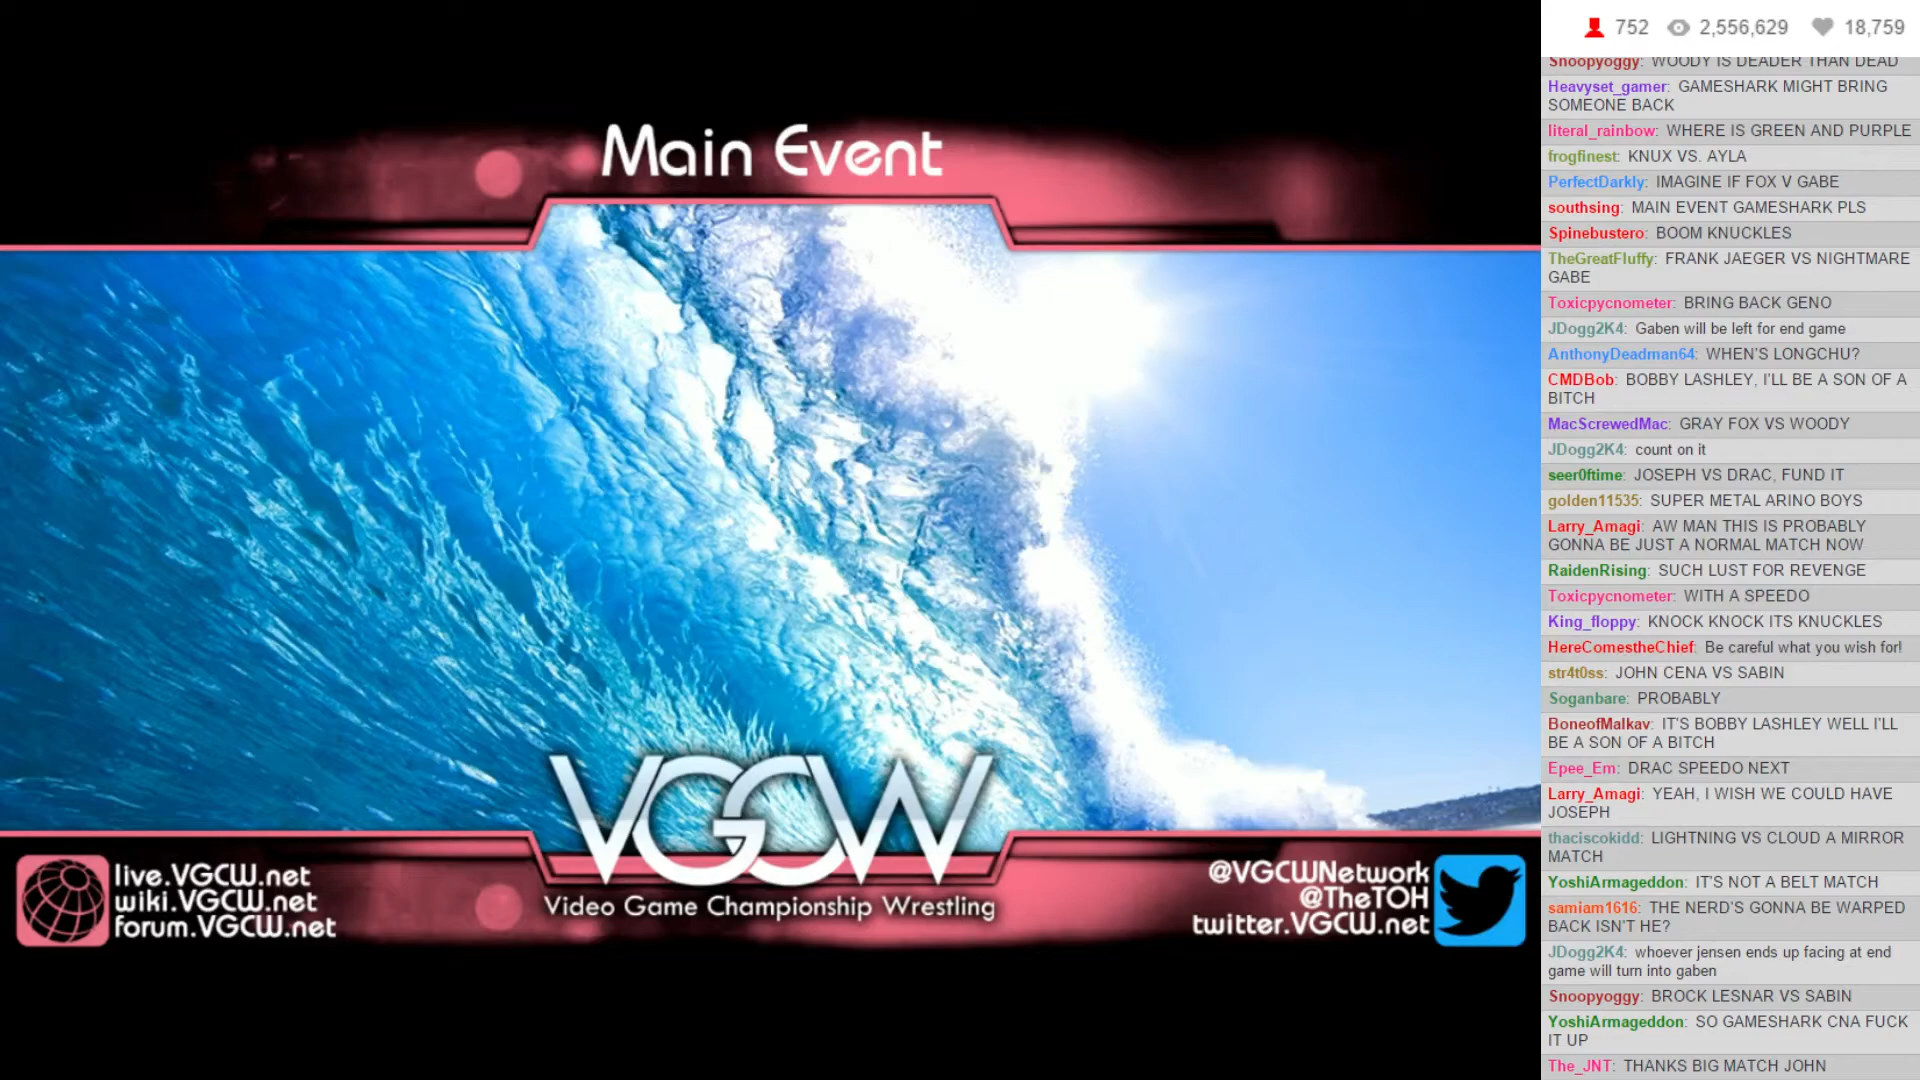 Main Event
VGCW
Video Game Championship Wrestling
live.VGCW.net
wiki.VGCW.net
forum.VGCW.net
@VGCWNetwork
@TheTOH
twitter.VGCW.net
752 2,556,629 18,759
Snoopyoggy: WOODY IS DEADER THAN DEAD
Heavyset_gamer: GAMESHARK MIGHT BRING
SOMEONE BACK
literal_rainbow: WHERE IS GREEN AND PURPLE
frogfinest: KNUX VS. AYLA
PerfectDarkly: IMAGINE IF FOX V GABE
southsing: MAIN EVENT GAMESHARK PLS
Spinebustero: BOOM KNUCKLES
TheGreatFluffy: FRANK JAEGER VS NIGHTMARE
GABE
Toxicpycnometer: BRING BACK GENO
JDogg2K4: Gaben will be left for end game
AnthonyDeadman64: WHEN'S LONGCHU?
CMDBob: BOBBY LASHLEY, I'LL BE A SON OF A
BITCH
MacScrewedMac: GRAY FOX VS WOODY
JDogg2K4: count on it
seer0ftime: JOSEPH VS DRAC, FUND IT
golden11535: SUPER METAL ARINO BOYS
Larry_Amagi: AW MAN THIS IS PROBABLY
GONNA BE JUST A NORMAL MATCH NOW
RaidenRising: SUCH LUST FOR REVENGE
Toxicpycnometer: WITH A SPEEDO
King_floppy: KNOCK KNOCK ITS KNUCKLES
HereComestheChief: Be careful what you wish for!
str4t0ss: JOHN CENA VS SABIN
Soganbare: PROBABLY
BoneofMalkav: IT'S BOBBY LASHLEY WELL I'LL
BE A SON OF A BITCH
Epee_Em: DRAC SPEEDO NEXT
Larry_Amagi: YEAH, I WISH WE COULD HAVE
JOSEPH
thaciscokidd: LIGHTNING VS CLOUD A MIRROR
MATCH
YoshiArmageddon: IT'S NOT A BELT MATCH
samiam1616: THE NERD'S GONNA BE WARPED
BACK ISN'T HE?
JDogg2K4: whoever jensen ends up facing at end
game will turn into gaben
Snoopyoggy: BROCK LESNAR VS SABIN
YoshiArmageddon: SO GAMESHARK CNA FUCK
IT UP
The_JNT: THANKS BIG MATCH JOHN